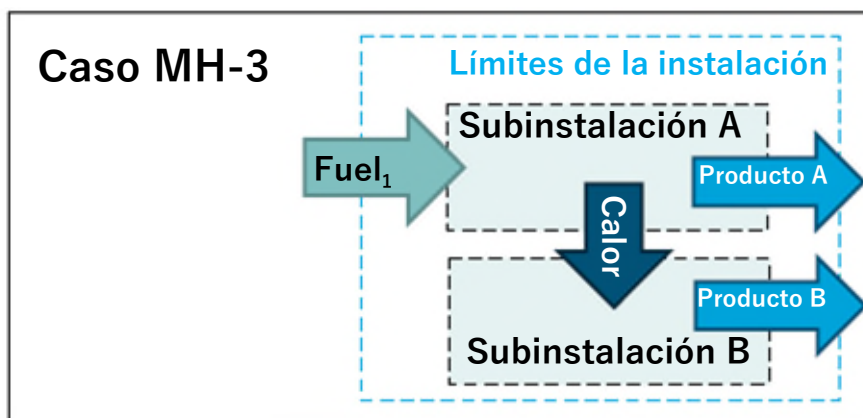 Caso MH-3
Límites de la instalación
Subinstalación A
Fuel₁
Producto A
Calor
Producto B
Subinstalación B